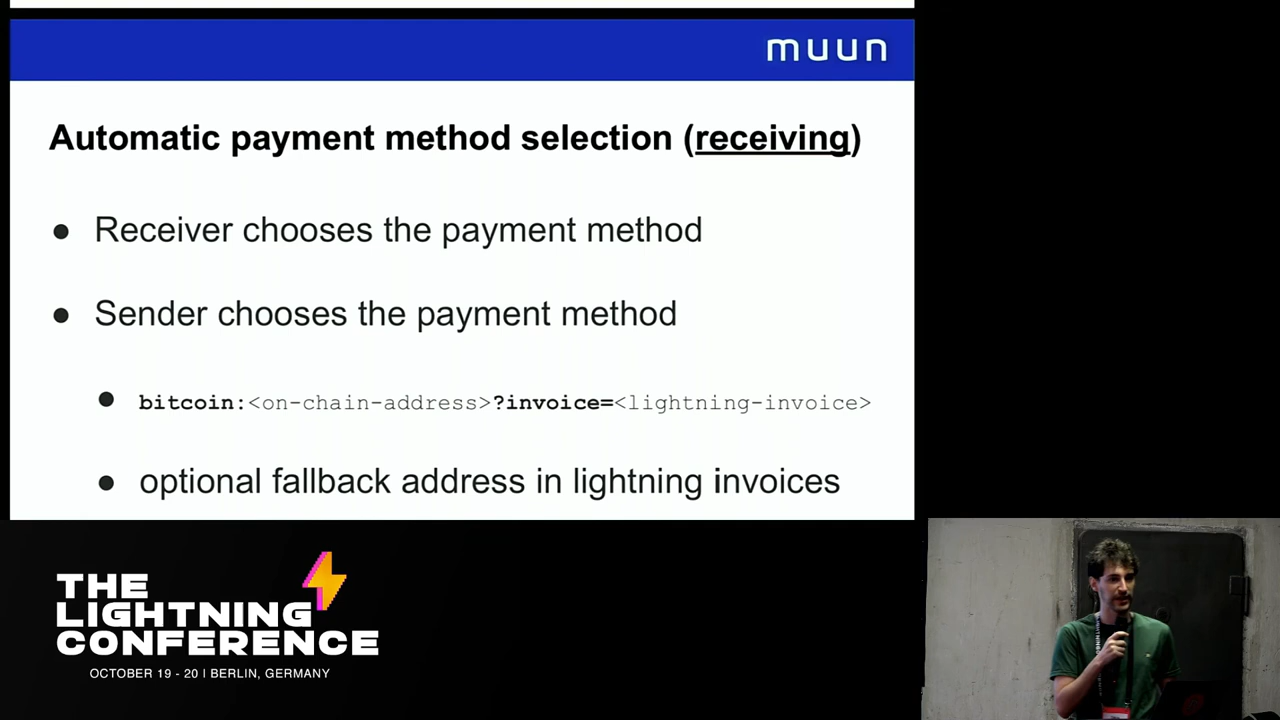 muun
Automatic payment method selection (receiving)
● Receiver chooses the payment method
● Sender chooses the payment method
● bitcoin:<on-chain-address>?invoice=<lightning-invoice>
● optional fallback address in lightning invoices
THE
LIGHTNING
CONFERENCE
OCTOBER 19 - 20 | BERLIN, GERMANY